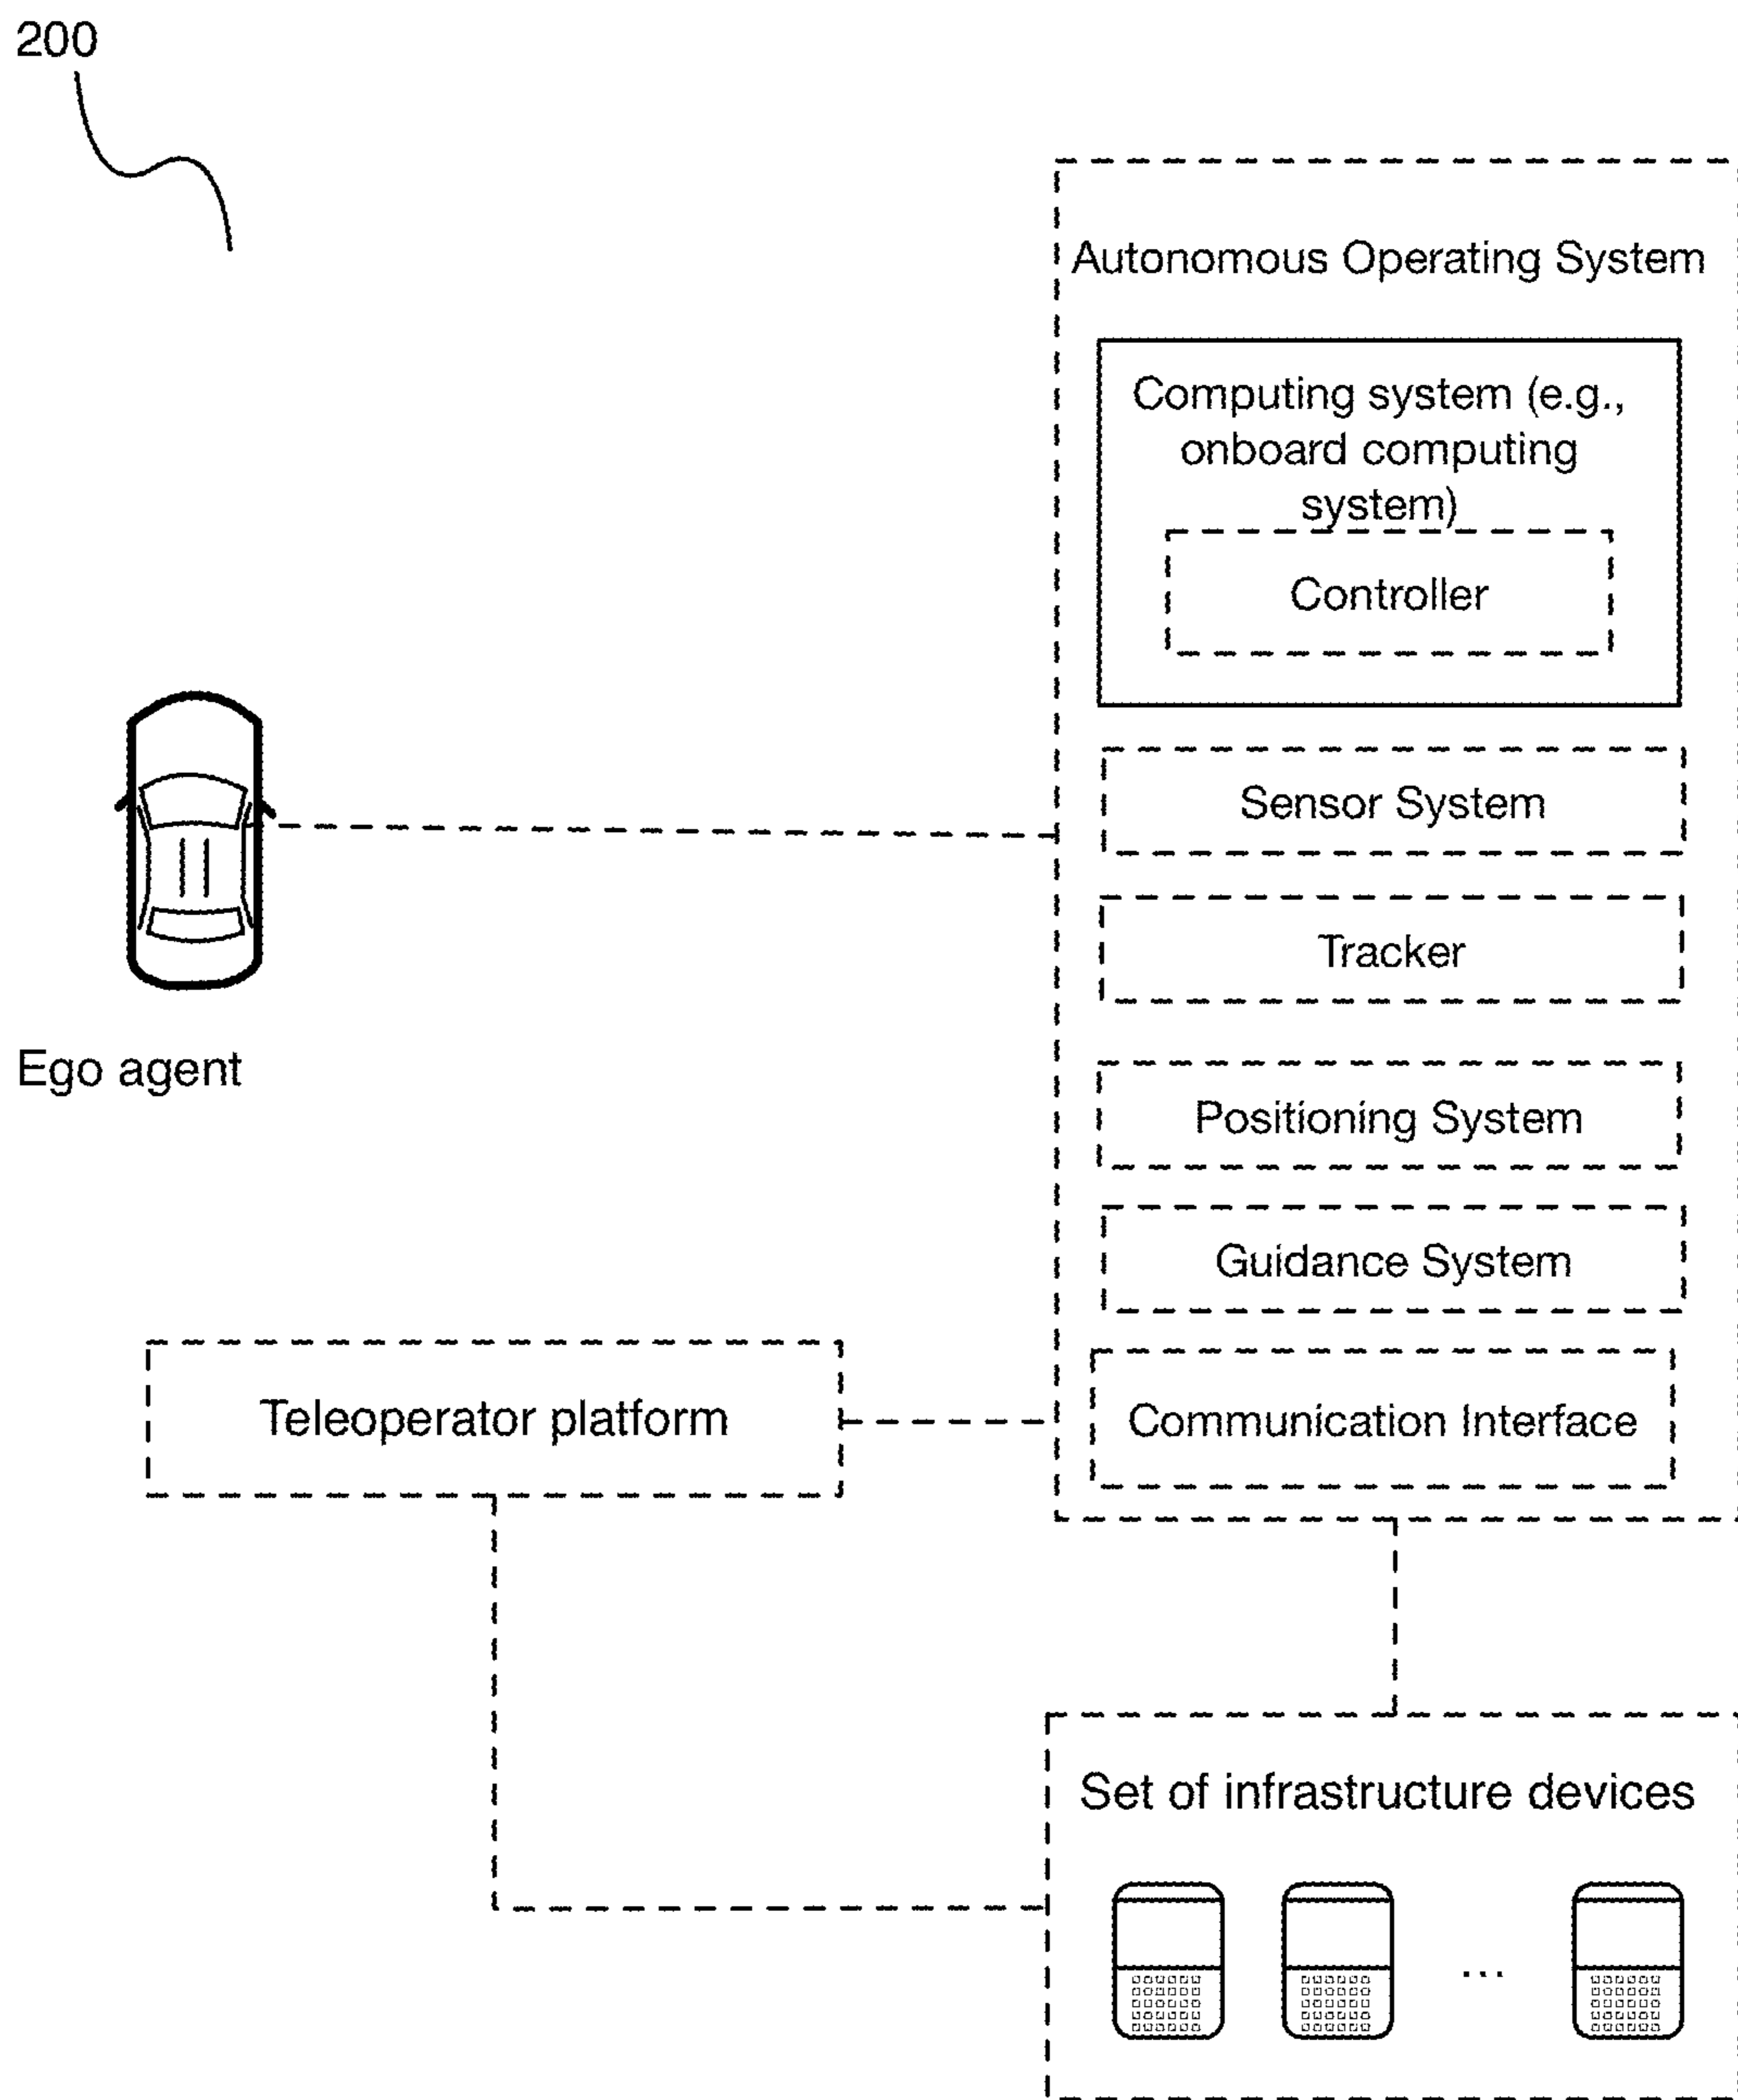 200
Autonomous Operating System
Computing system (e.g.,
onboard computing
system)
Controller
Sensor System
Tracker
Ego agent
Positioning System
Guidance System
Teleoperator platform
Communication Interface
Set of infrastructure devices
...